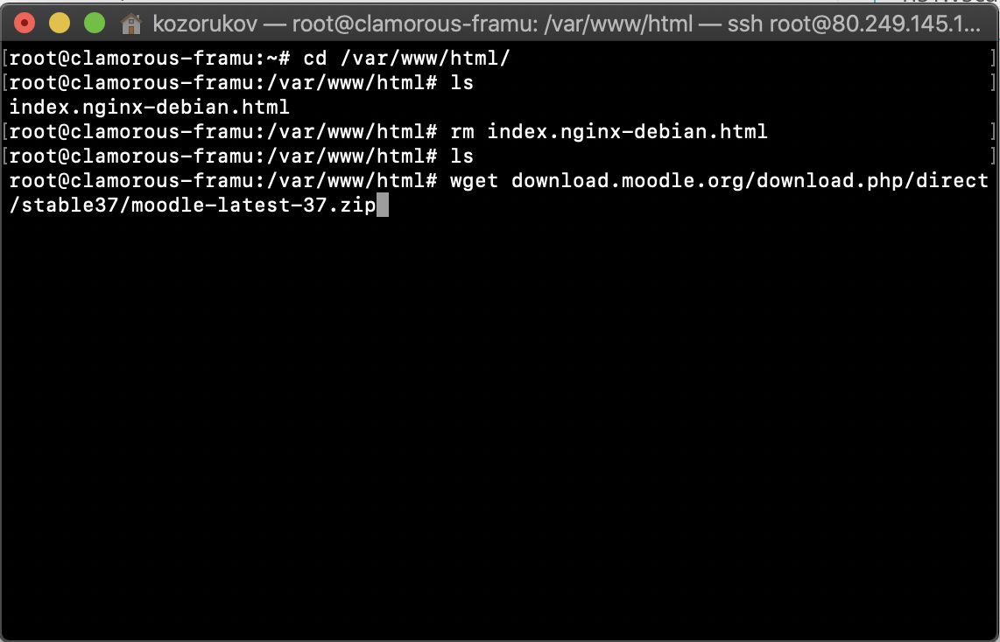 kozorukov — root@clamorous-framu: /var/www/html — ssh root@80.249.145.1...
[root@clamorous-framu:~# cd /var/www/html/ ]
[root@clamorous-framu:/var/www/html# ls ]
index.nginx-debian.html
[root@clamorous-framu:/var/www/html# rm index.nginx-debian.html ]
[root@clamorous-framu:/var/www/html# ls ]
root@clamorous-framu:/var/www/html# wget download.moodle.org/download.php/direct
/stable37/moodle-latest-37.zip